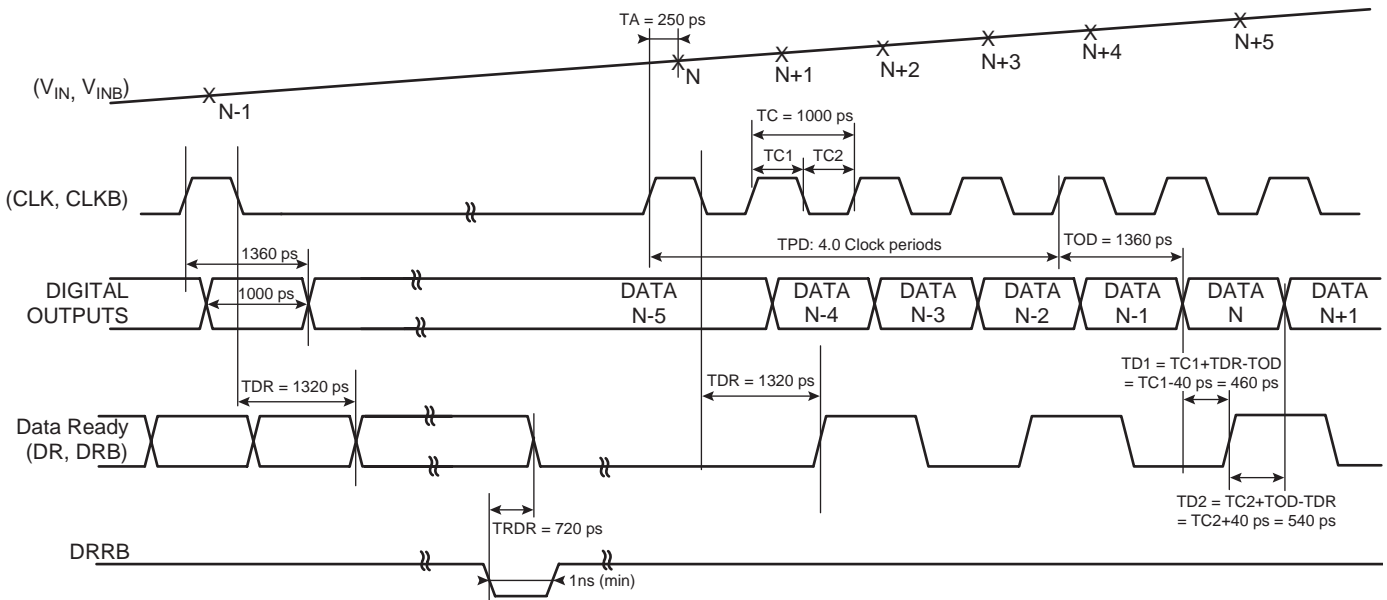 TA = 250 ps
N
N+1
N+2
N+3
N+4
N+5
(VIN, VINB)
N-1
TC = 1000 ps
TC1
TC2
(CLK, CLKB)
1360 ps
TPD: 4.0 Clock periods
TOD = 1360 ps
DIGITAL
OUTPUTS
1000 ps
DATA
N-5
DATA
N-4
DATA
N-3
DATA
N-2
DATA
N-1
DATA
N
DATA
N+1
TDR = 1320 ps
TDR = 1320 ps
TD1 = TC1+TDR-TOD
= TC1-40 ps = 460 ps
Data Ready
(DR, DRB)
TD2 = TC2+TOD-TDR
= TC2+40 ps = 540 ps
TRDR = 720 ps
DRRB
1ns (min)